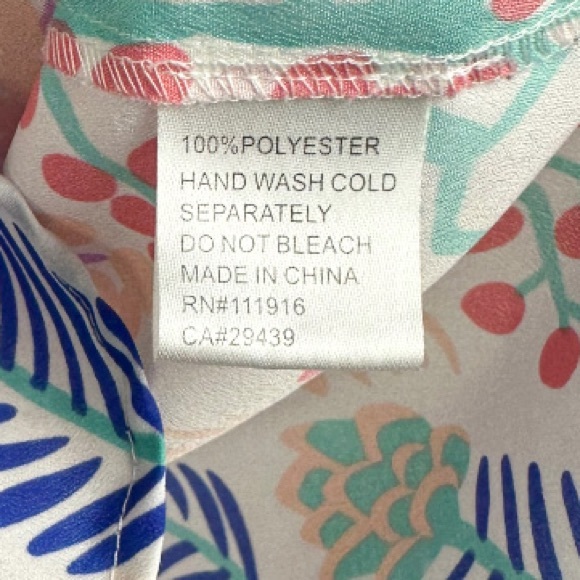 100%POLYESTER
HAND WASH COLD
SEPARATELY
DO NOT BLEACH
MADE IN CHINA
RN#111916
CA#29439